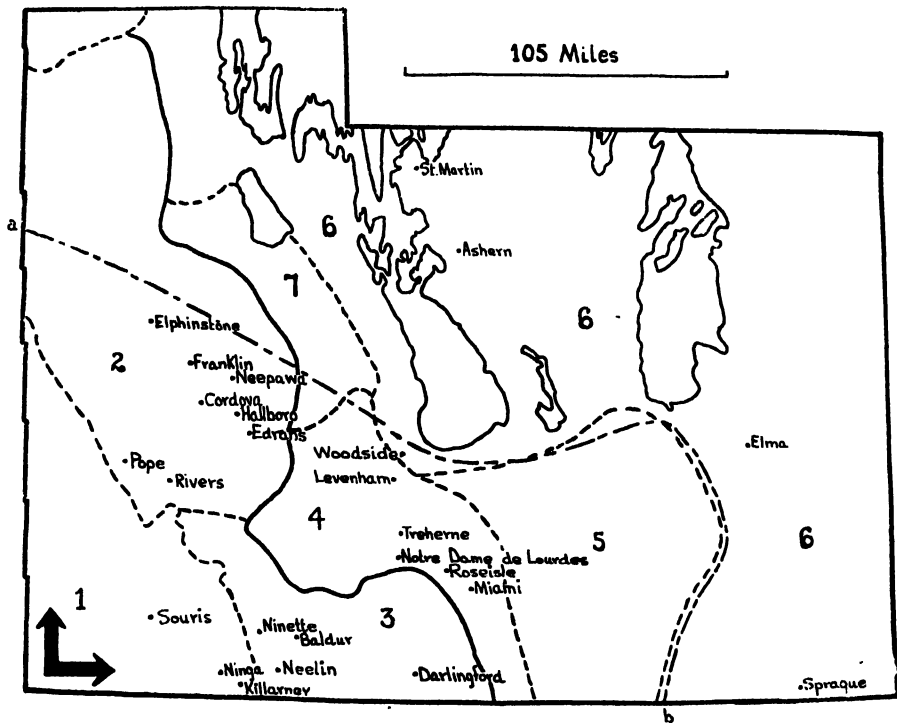 105 Miles
St.Martin
a
6
Ashern
7
6
Elphinstone
2
Franklin
Neepawa
Cordova
Hallboro
Edrans
Elma
Woodside
Pope
Rivers
Levenham
4
Treherne
5
6
Notre Dame de Lourdes
Roseisle
Miami
1
Souris
3
Ninette
Baldur
Ninga
Neelin
Darlingford
Killarney
Sprague
b